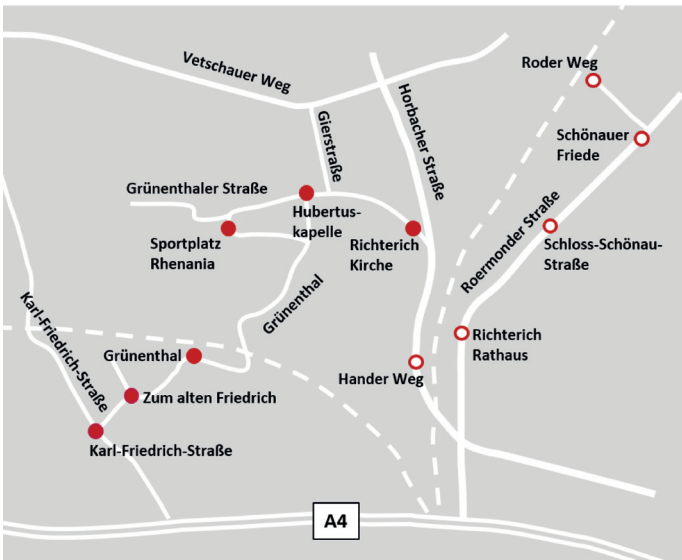 Roder Weg
Vetschauer Weg
Horbacher Straße
Gierstraße
Schönauer
Friede
Grünenthaler Straße
Hubertus-
kapelle
Roermonder Straße
Sportplatz
Rhenania
Richterich
Kirche
Schloss-Schönau-
Straße
Grünenthal
Karl-Friedrich-Straße
Richterich
Rathaus
Grünenthal
Hander Weg
Zum alten Friedrich
Karl-Friedrich-Straße
A4